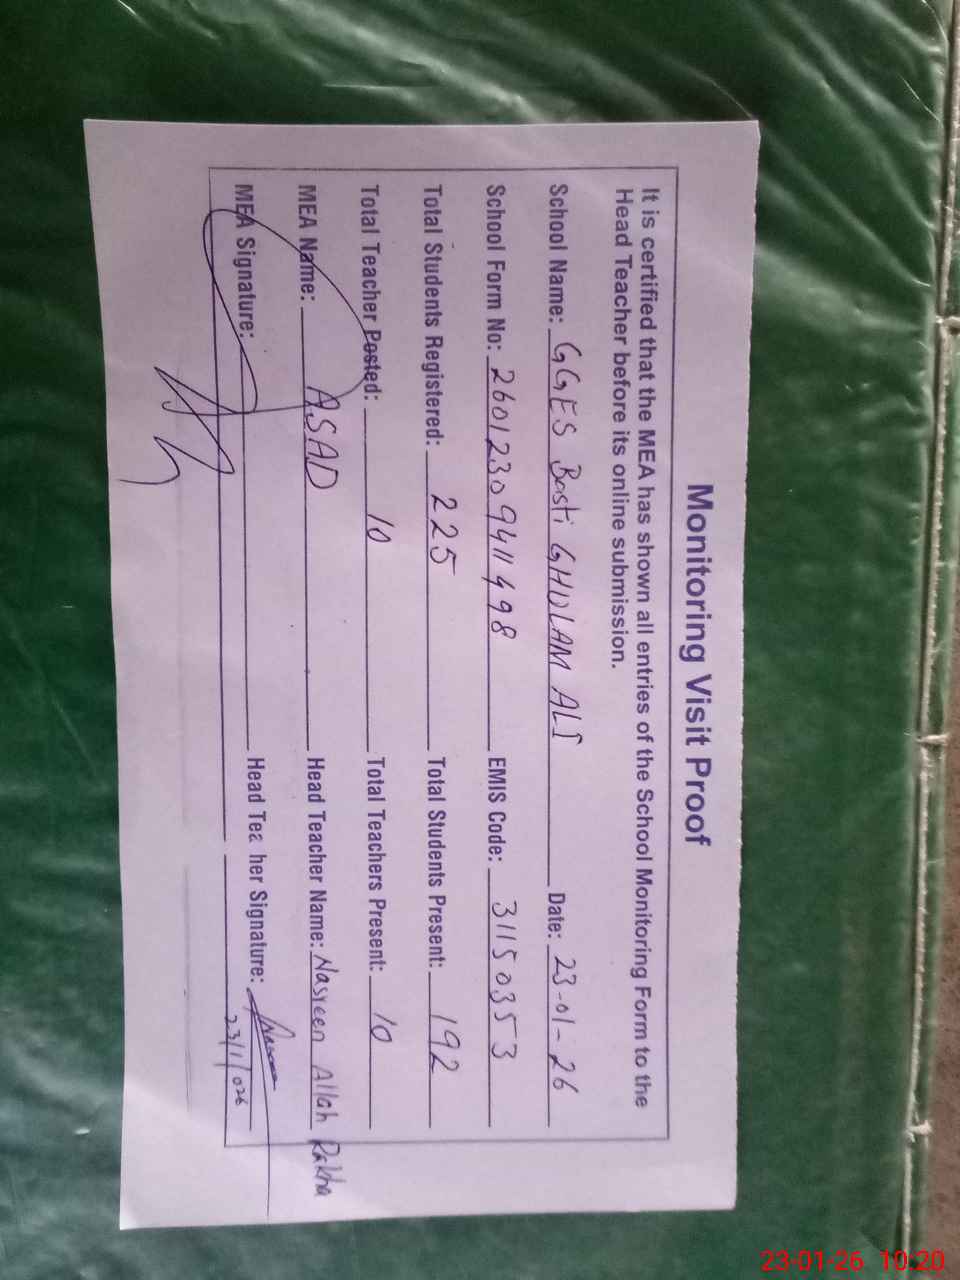 Monitoring Visit Proof
It is certified that the MEA has shown all entries of the School Monitoring Form to the
Head Teacher before its online submission.
School Name: GGES Basti GHULAM ALI Date: 23-01-26
School Form No: 26012309411498 EMIS Code: 31150353
Total Students Registered: 225 Total Students Present: 192
Total Teacher Posted: 10 Total Teachers Present: 10
MEA Name: ASAD Head Teacher Name: Nasreen Allah Rakha
MEA Signature: Head Tea her Signature:
23/1/026
23-01-26 10:20